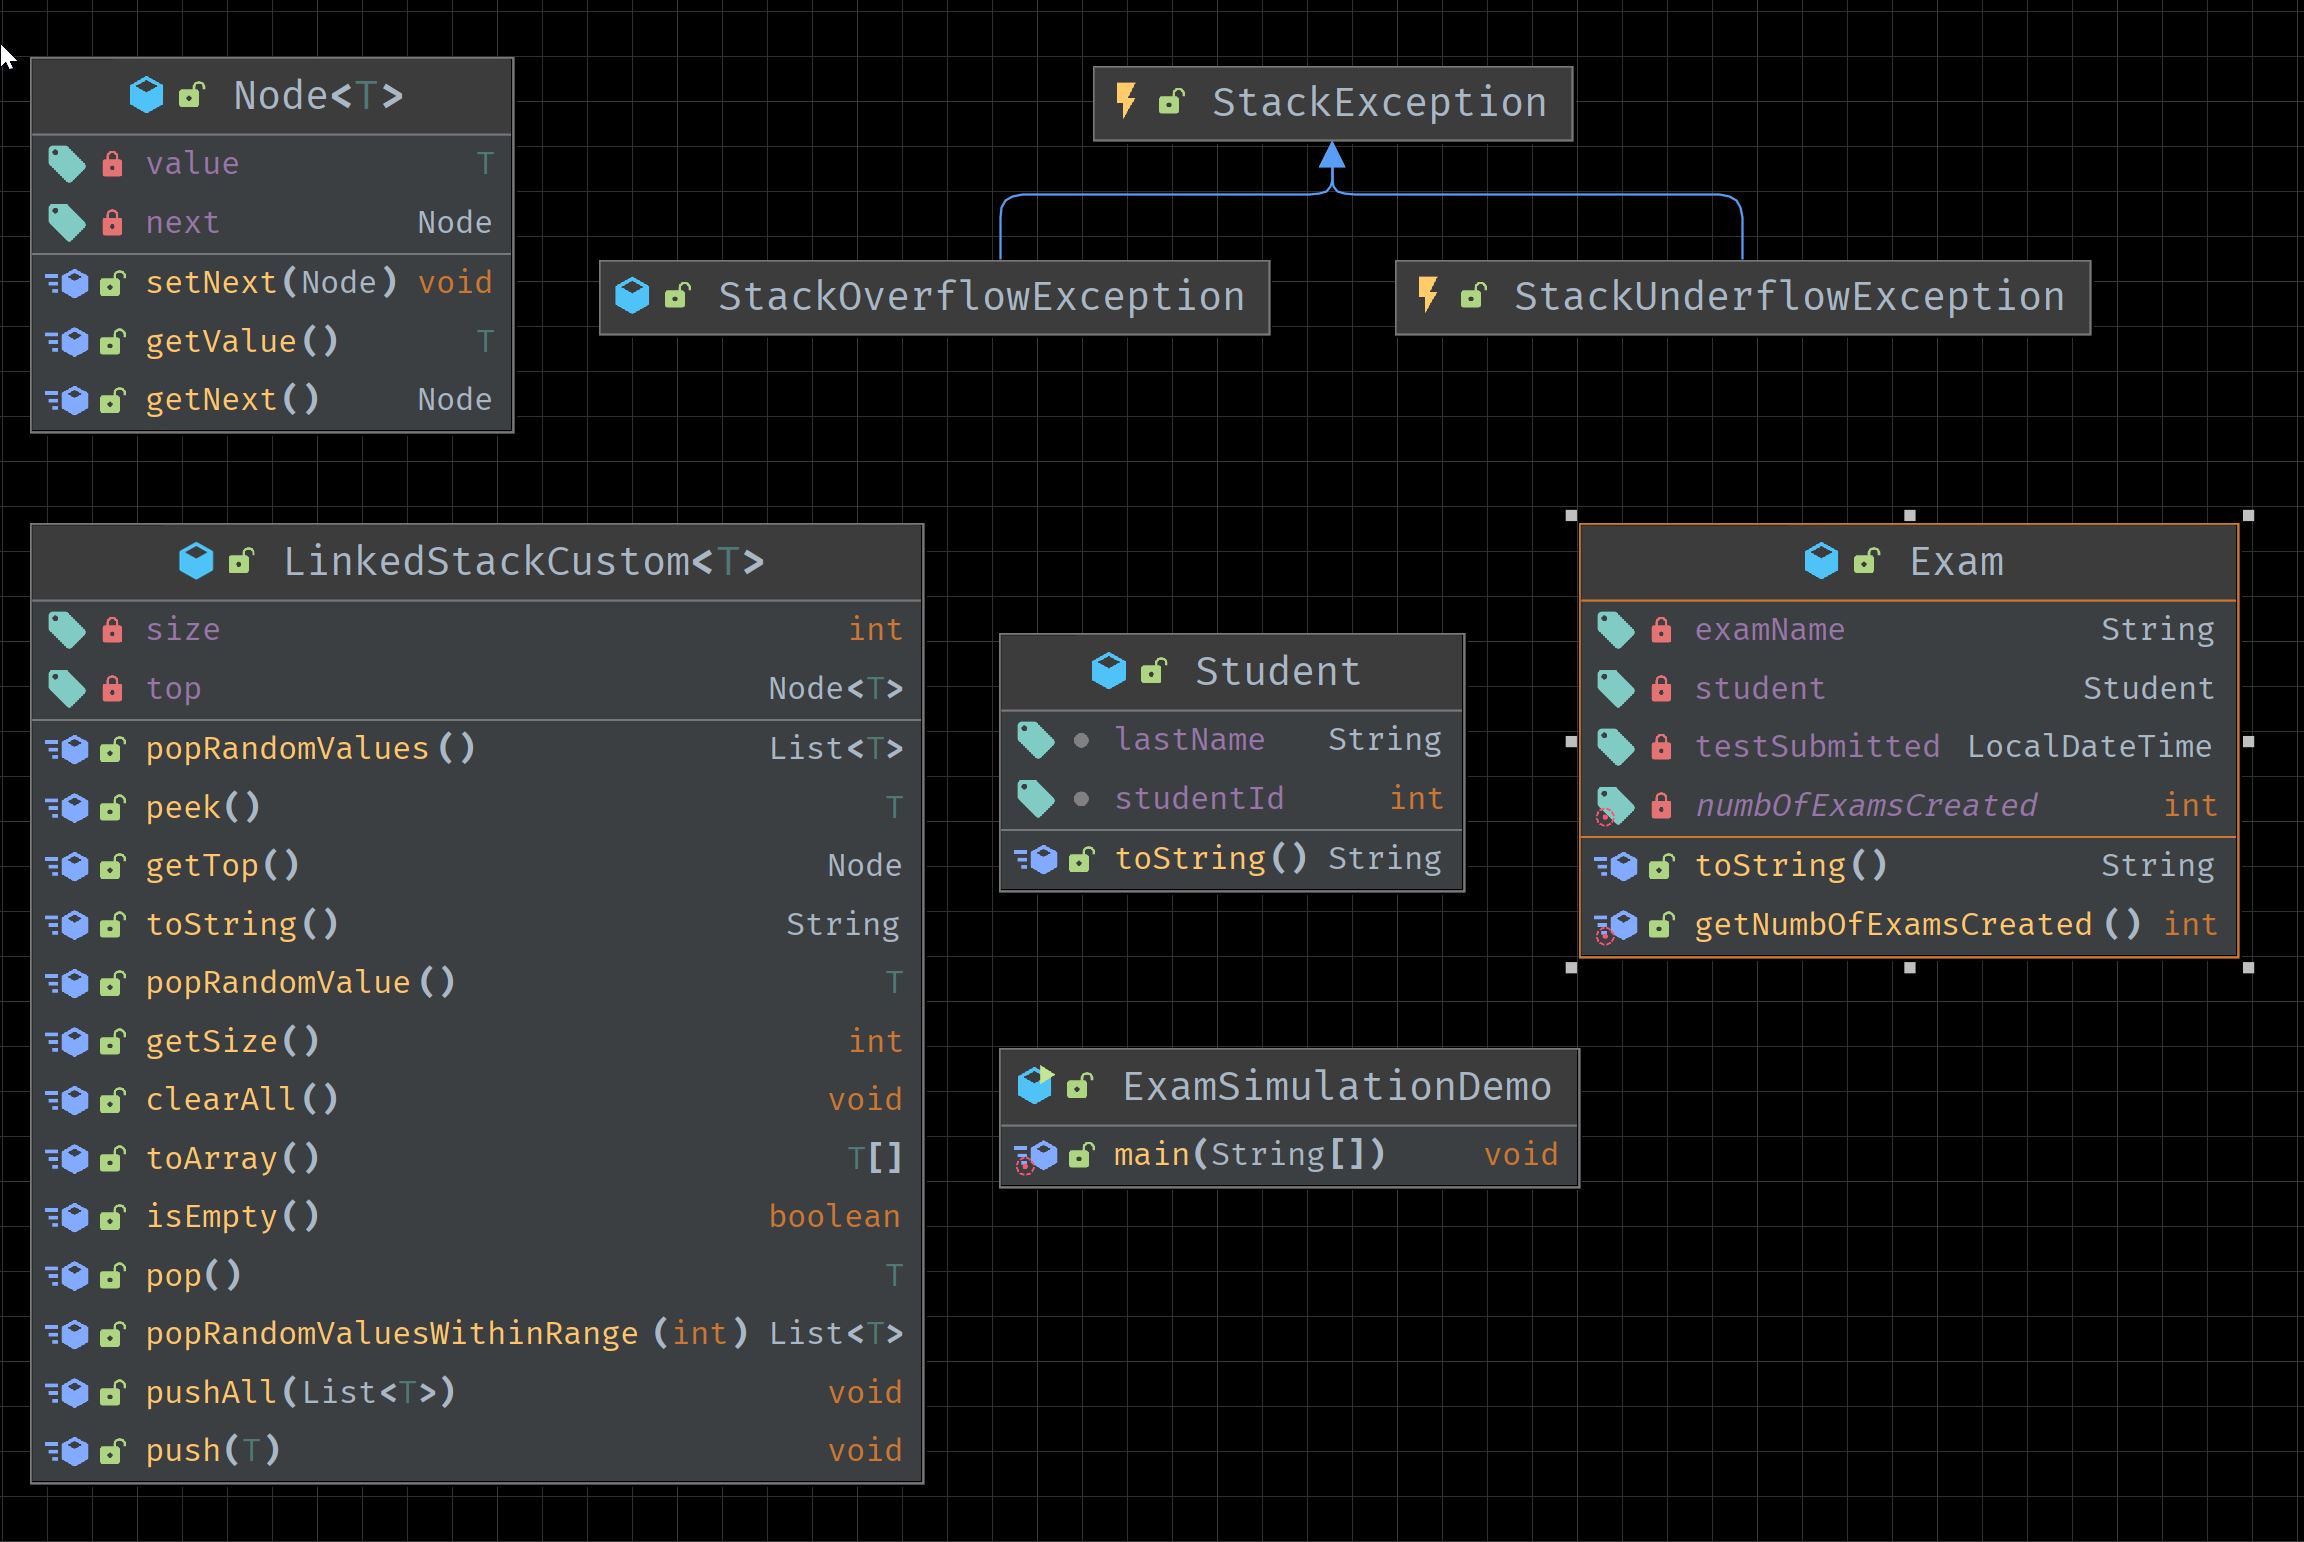 Node<T>
value T
next Node
setNext(Node) void
getValue() T
getNext() Node
StackException
StackOverflowException
StackUnderflowException
LinkedStackCustom<T>
size int
top Node<T>
popRandomValues() List<T>
peek() T
getTop() Node
toString() String
popRandomValue() T
getSize() int
clearAll() void
toArray() T[]
isEmpty() boolean
pop() T
popRandomValuesWithinRange(int) List<T>
pushAll(List<T>) void
push(T) void
Student
lastName String
studentId int
toString() String
Exam
examName String
student Student
testSubmitted LocalDateTime
numbOfExamsCreated int
toString() String
getNumbOfExamsCreated() int
ExamSimulationDemo
main(String[]) void